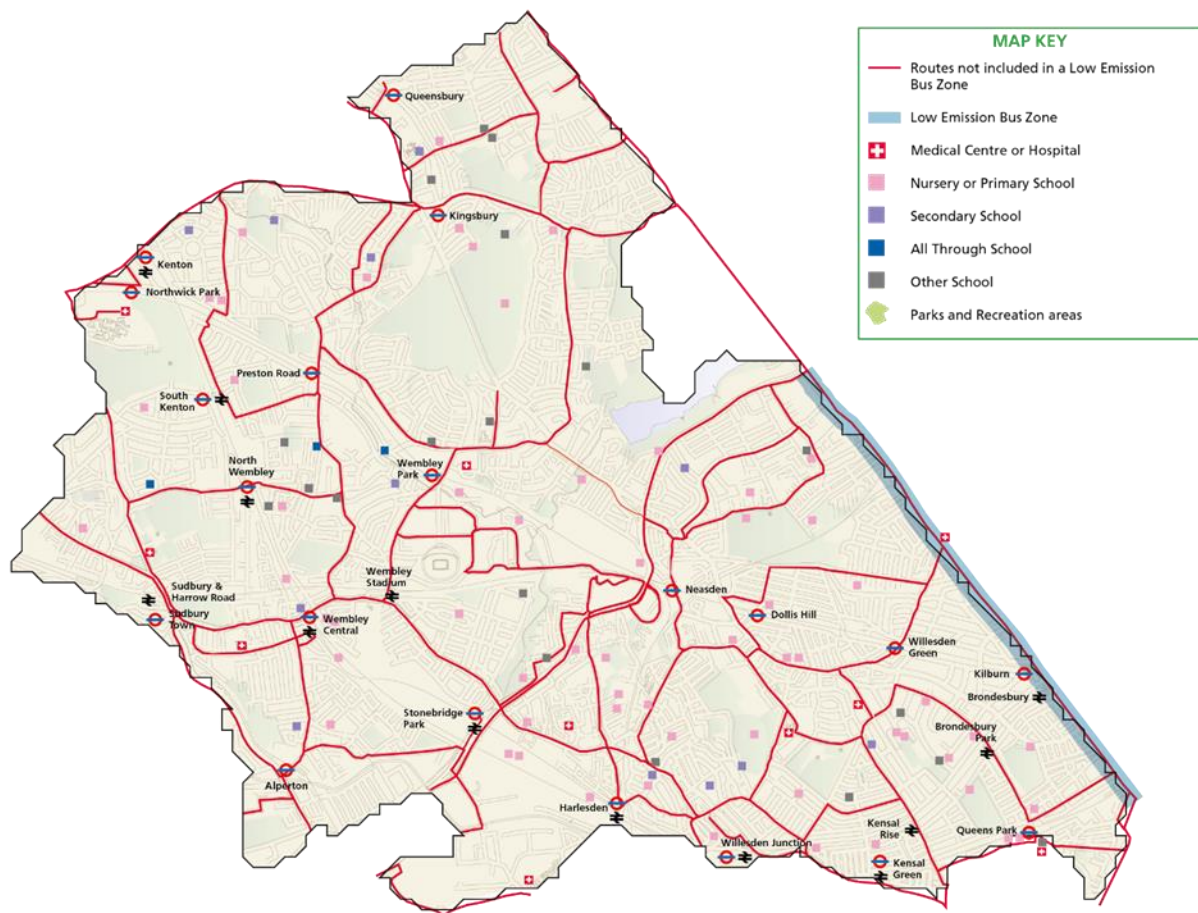 MAP KEY
Routes not included in a Low Emission
Bus Zone
Low Emission Bus Zone
Medical Centre or Hospital
Nursery or Primary School
Secondary School
All Through School
Other School
Parks and Recreation areas
Queensbury
Kingsbury
Kenton
Northwick Park
Preston Road
South
Kenton
North
Wembley
Wembley
Park
Wembley
Stadium
Sudbury &
Harrow Road
Sudbury
Town
Wembley
Central
Neasden
Dollis Hill
Willesden
Green
Kilburn
Brondesbury
Brondesbury
Park
Stonebridge
Park
Alperton
Harlesden
Willesden Junction
Kensal
Rise
Queens Park
Kensal
Green